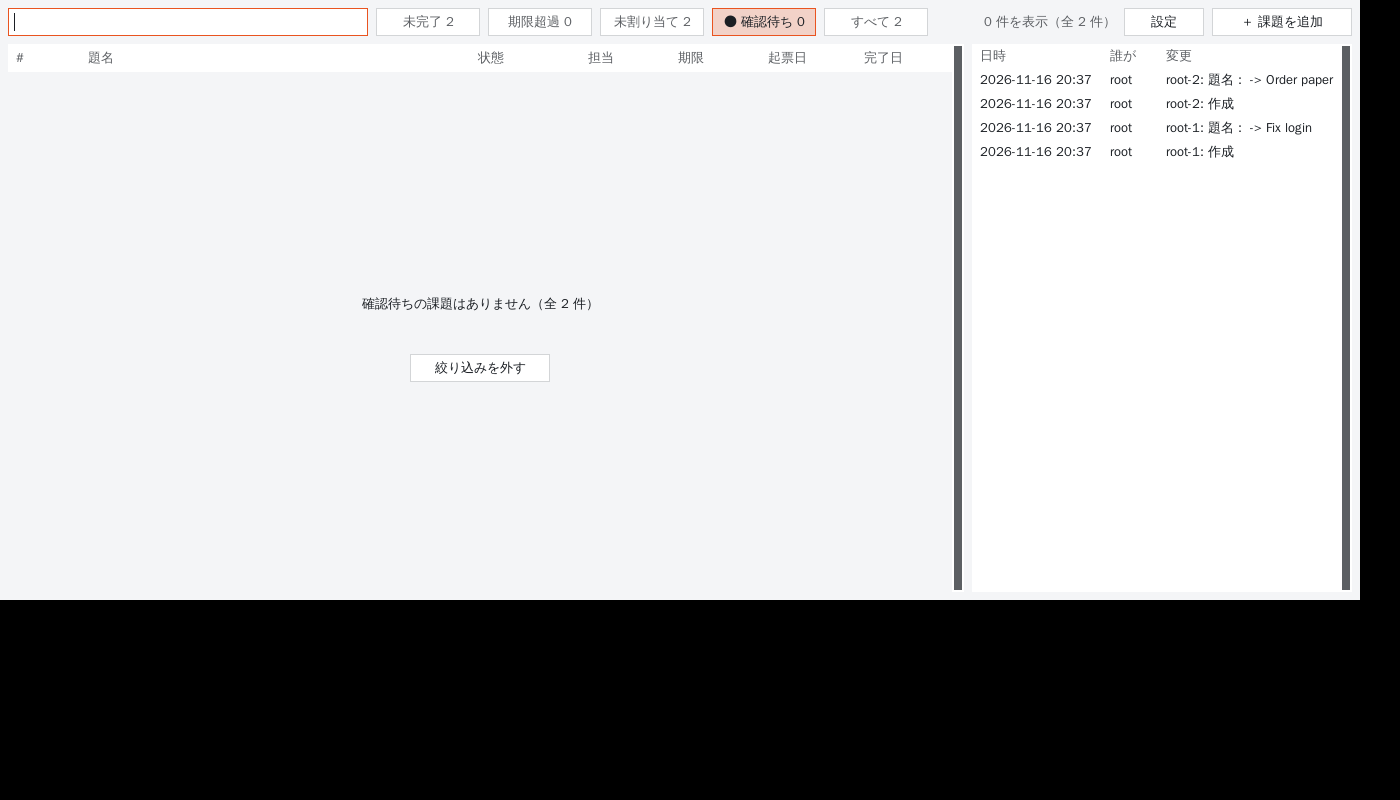 未完了 2 期限超過 0 未割り当て 2 ● 確認待ち 0 すべて 2 0 件を表示（全 2 件） 設定 ＋ 課題を追加
# 題名 状態 担当 期限 起票日 完了日
確認待ちの課題はありません（全 2 件）
絞り込みを外す
日時 誰が 変更
2026-11-16 20:37 root root-2: 題名： -> Order paper
2026-11-16 20:37 root root-2: 作成
2026-11-16 20:37 root root-1: 題名： -> Fix login
2026-11-16 20:37 root root-1: 作成